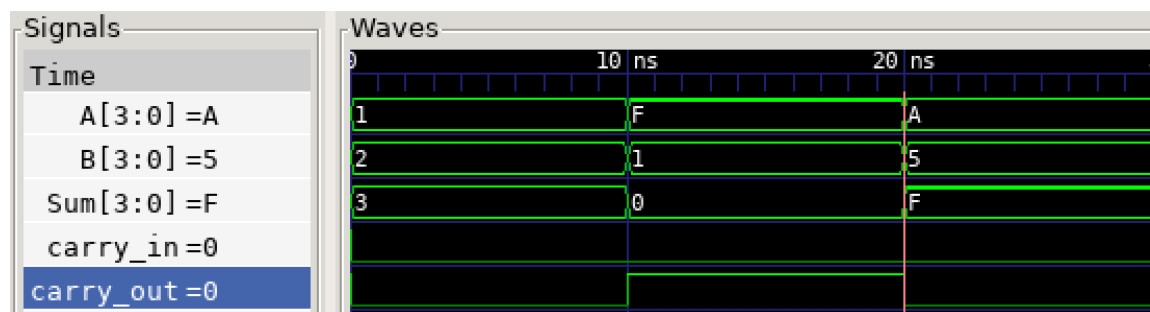 Signals
Waves
Time
10 ns
20 ns
A[3:0] =A
1
F
A
B[3:0] =5
2
1
5
Sum[3:0] =F
3
0
F
carry_in =0
carry_out =0